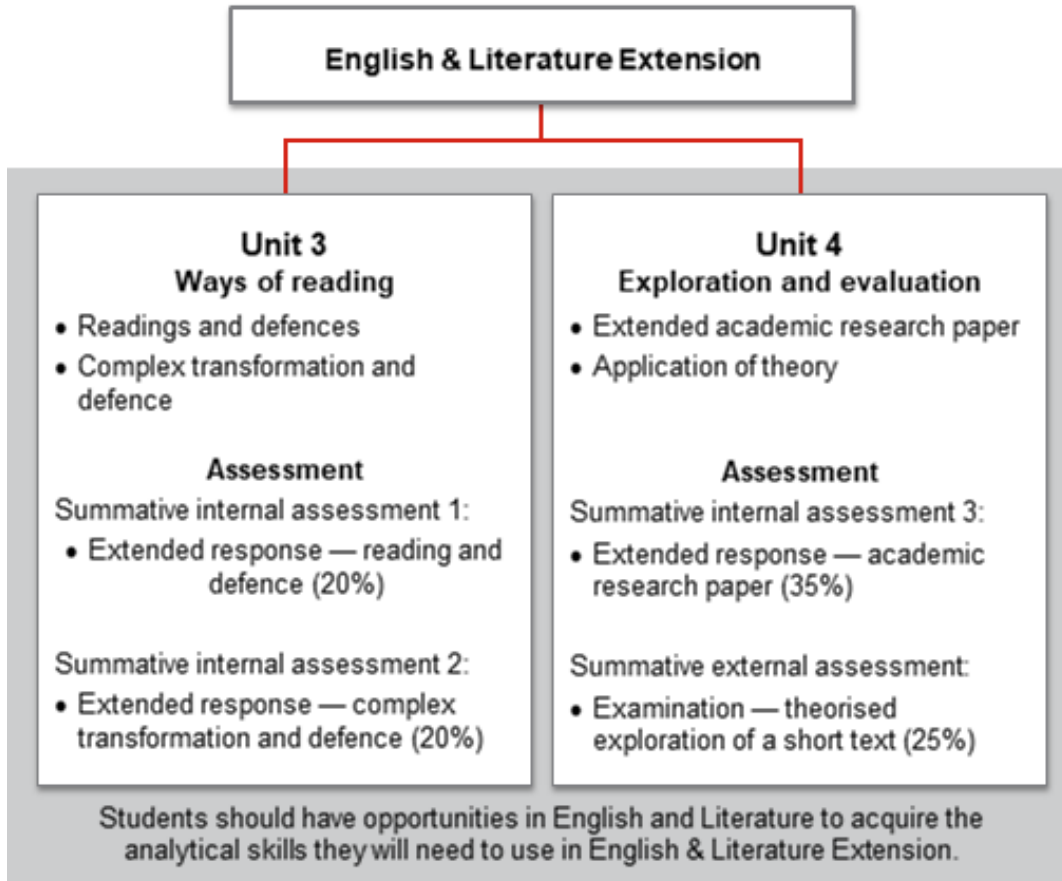 English & Literature Extension
Unit 3
Ways of reading
• Readings and defences
• Complex transformation and
defence
Assessment
Summative internal assessment 1:
• Extended response — reading and
defence (20%)
Summative internal assessment 2:
• Extended response — complex
transformation and defence (20%)
Unit 4
Exploration and evaluation
• Extended academic research paper
• Application of theory
Assessment
Summative internal assessment 3:
• Extended response — academic
research paper (35%)
Summative external assessment:
• Examination — theorised
exploration of a short text (25%)
Students should have opportunities in English and Literature to acquire the
analytical skills they will need to use in English & Literature Extension.